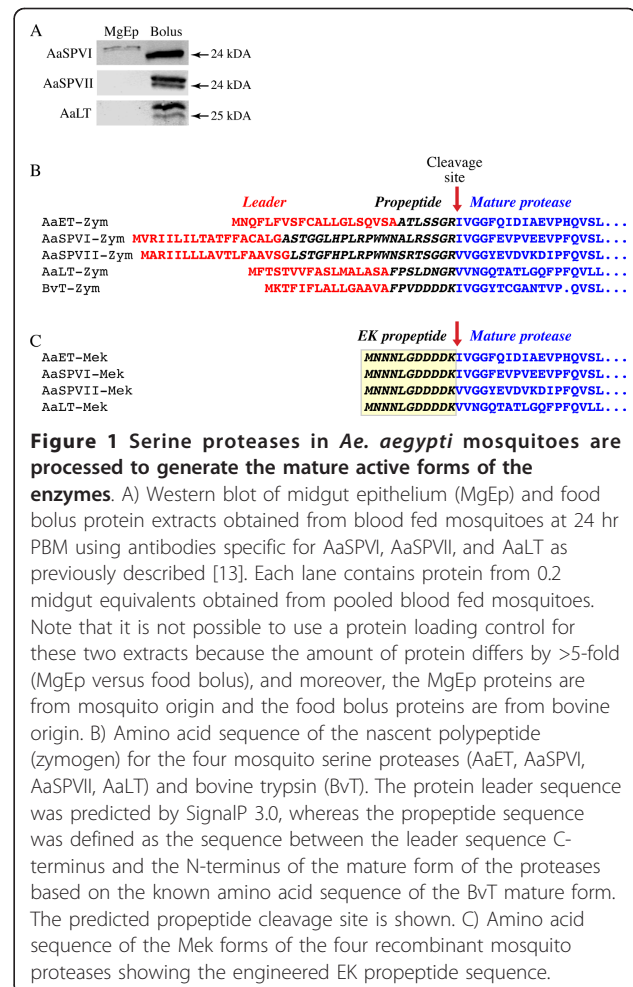 A
MgEp Bolus
AaSPVI ←24 kDA
AaSPVII ←24 kDA
AaLT ←25 kDA
B
Cleavage
site
Leader Propeptide Mature protease
AaET-Zym MNQFLFVSFCALLGLSQVSAATLSSGRIVGGFQIDIAEVPHQVSL...
AaSPVI-Zym MVRIILILTATFFACALGASTGGLHPLRPWWNALRSSGRIVGGFEVPVEEVPFQVSL...
AaSPVII-Zym MARIILLLAVTLFAAVSGLSTGFHPLRPWWNSRTSGGRVVGGYEVDVKDIPFQVSL...
AaLT-Zym MFTSTVVFASLMALASAFPSLDNGRVVNGQTATLGQFPFQVLL...
BvT-Zym MKTFIFLALLGAAVAFPVDDDDKIVGGYTCGANTVP.QVSL...
EK propeptide Mature protease
C
AaET-Mek MNNNLGDDDDKIVGGFQIDIAEVPHQVSL...
AaSPVI-Mek MNNNLGDDDDKIVGGFEVPVEEVPFQVSL...
AaSPVII-Mek MNNNLGDDDDKVVGGYEVDVKDIPFQVSL...
AaLT-Mek MNNNLGDDDDKVVNGQTATLGQFPFQVLL...
Figure 1 Serine proteases in Ae. aegypti mosquitoes are
processed to generate the mature active forms of the
enzymes. A) Western blot of midgut epithelium (MgEp) and food
bolus protein extracts obtained from blood fed mosquitoes at 24 hr
PBM using antibodies specific for AaSPVI, AaSPVII, and AaLT as
previously described [13]. Each lane contains protein from 0.2
midgut equivalents obtained from pooled blood fed mosquitoes.
Note that it is not possible to use a protein loading control for
these two extracts because the amount of protein differs by >5-fold
(MgEp versus food bolus), and moreover, the MgEp proteins are
from mosquito origin and the food bolus proteins are from bovine
origin. B) Amino acid sequence of the nascent polypeptide
(zymogen) for the four mosquito serine proteases (AaET, AaSPVI,
AaSPVII, AaLT) and bovine trypsin (BvT). The protein leader sequence
was predicted by SignalP 3.0, whereas the propeptide sequence
was defined as the sequence between the leader sequence C-
terminus and the N-terminus of the mature form of the proteases
based on the known amino acid sequence of the BvT mature form.
The predicted propeptide cleavage site is shown. C) Amino acid
sequence of the Mek forms of the four recombinant mosquito
proteases showing the engineered EK propeptide sequence.